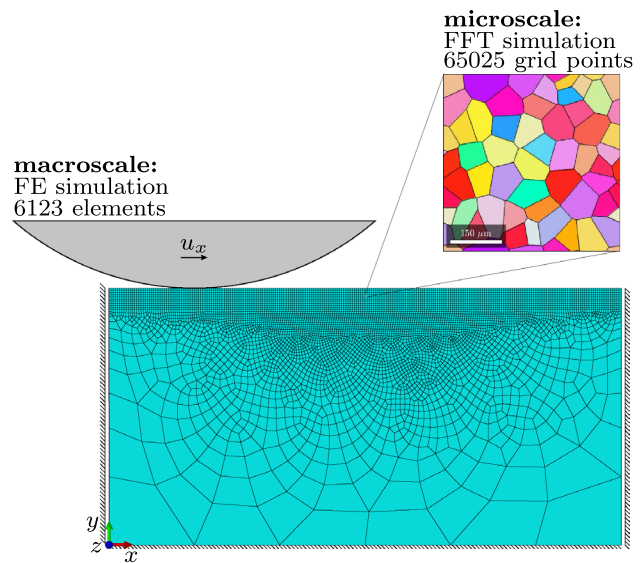 microscale:
FFT simulation
65025 grid points
macroscale:
FE simulation
6123 elements
u_x
150 μm
y
z
x